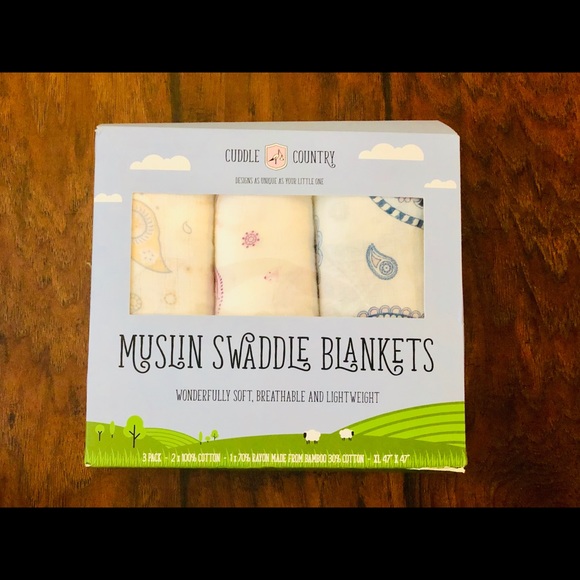 CUDDLE COUNTRY
DESIGNS AS UNIQUE AS YOUR LITTLE ONE
MUSLIN SWADDLE BLANKETS
WONDERFULLY SOFT, BREATHABLE AND LIGHTWEIGHT
3 PACK - 2 x 100% COTTON - 1 x 70% RAYON MADE FROM BAMBOO 30% COTTON - XL 47" X 47"